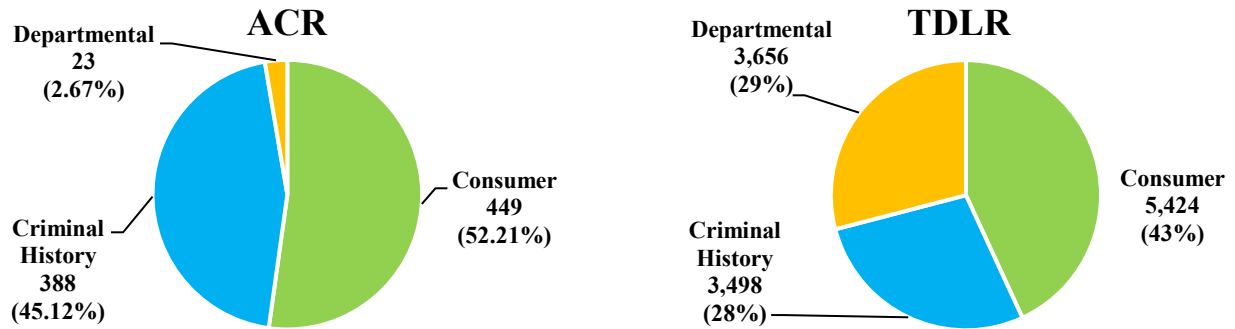 ACR
Departmental
23
(2.67%)
Consumer
449
(52.21%)
Criminal
History
388
(45.12%)
TDLR
Departmental
3,656
(29%)
Consumer
5,424
(43%)
Criminal
History
3,498
(28%)